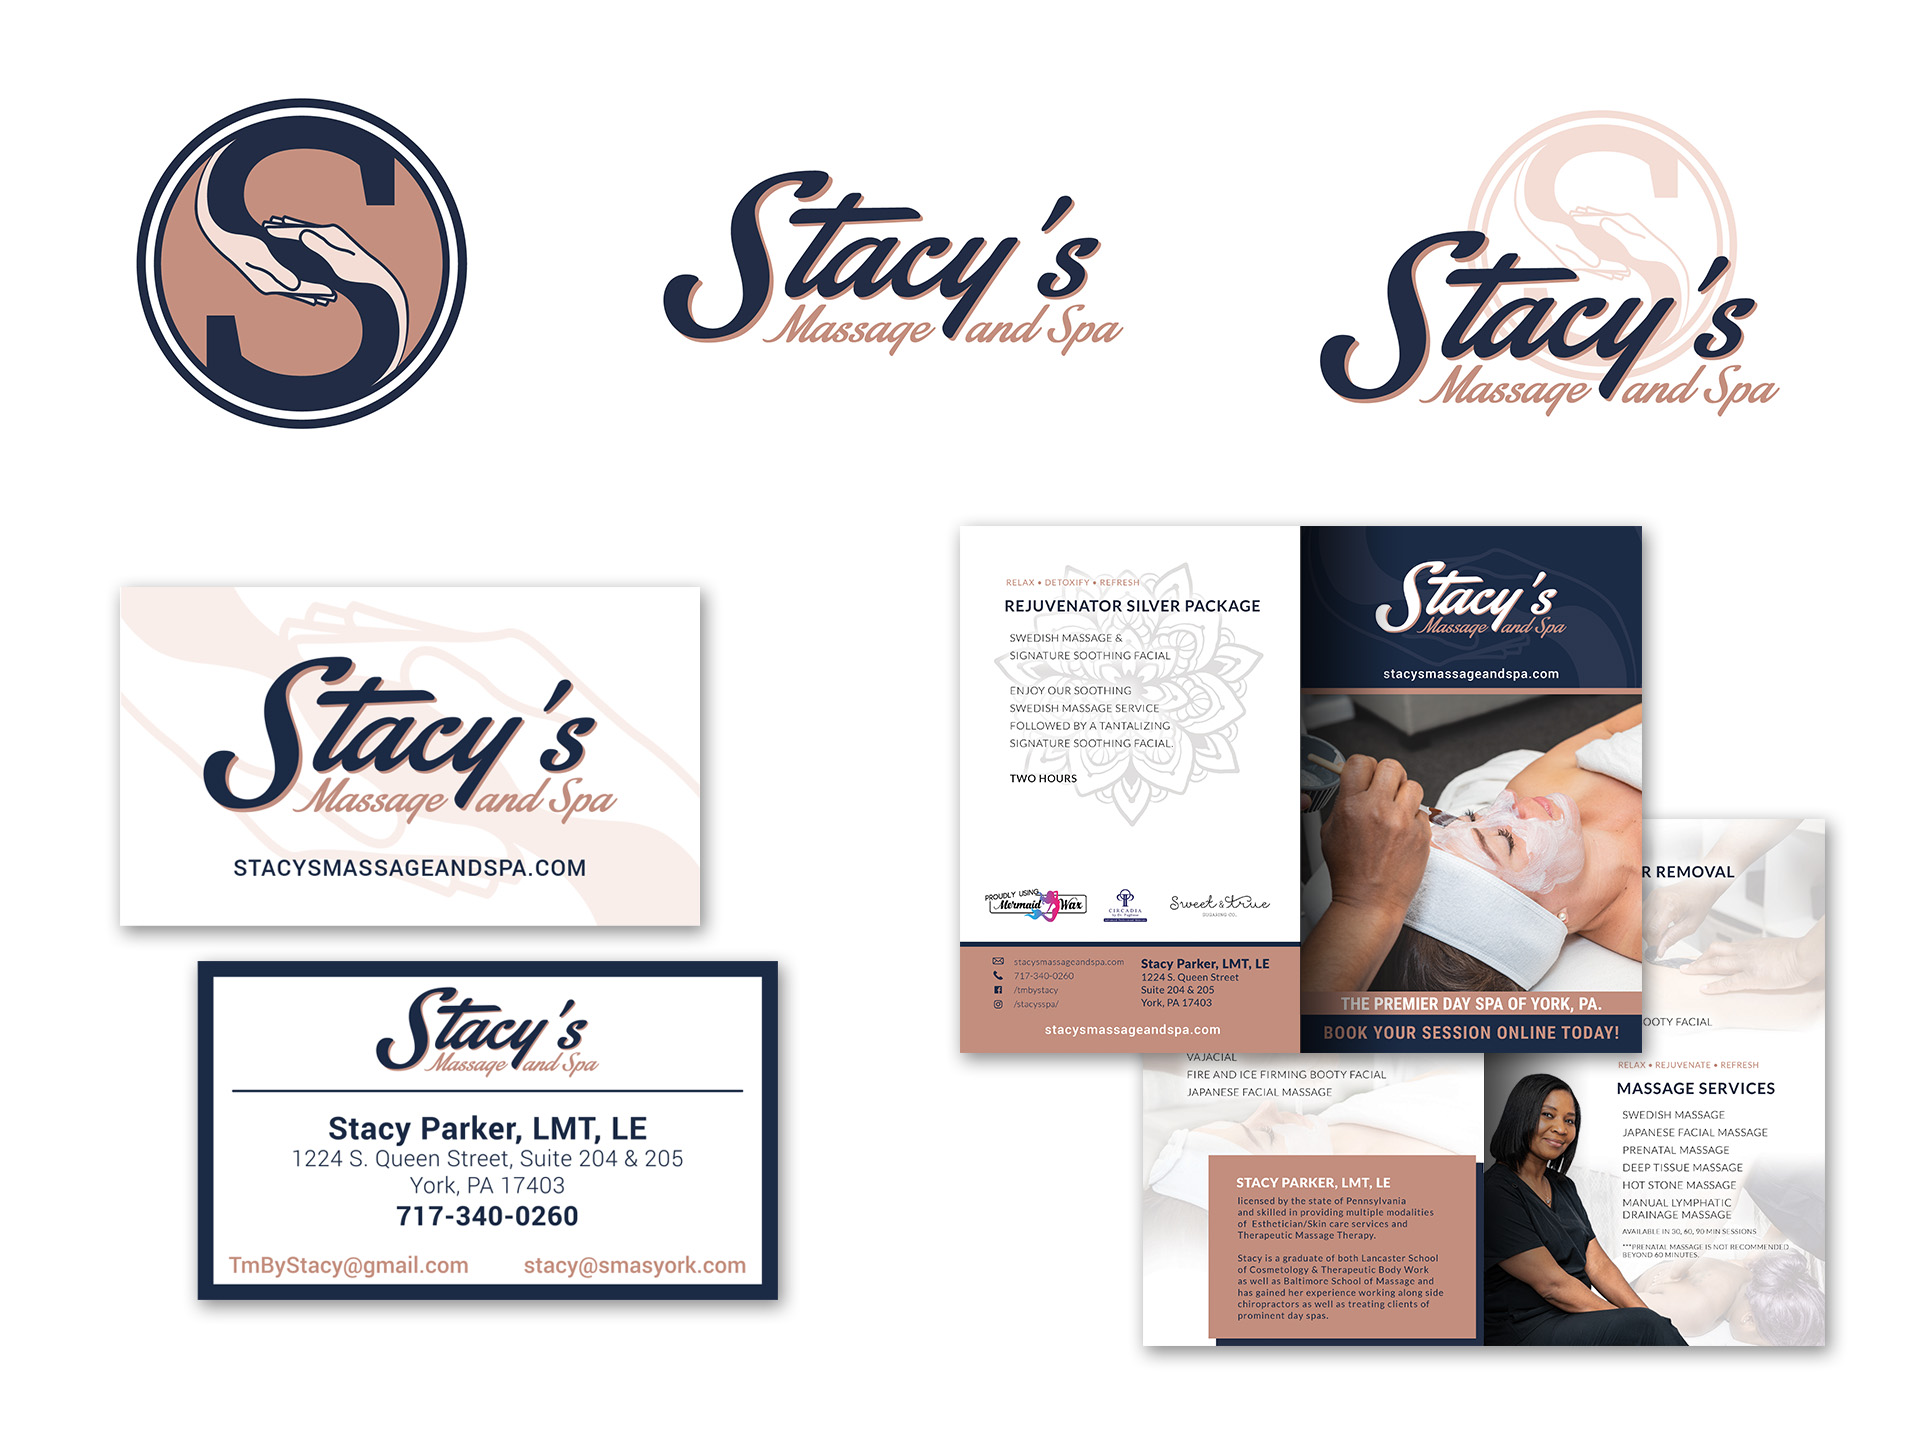 S
Stacy's
Massage and Spa
Stacy's
Massage and Spa
Stacy's
Massage and Spa
STACYSMASSAGEANDSPA.COM
Stacy's
Massage and Spa
Stacy Parker, LMT, LE
1224 S. Queen Street, Suite 204 & 205
York, PA 17403
717-340-0260
TmByStacy@gmail.com stacy@smasyork.com
RELAX • DETOXIFY • REFRESH
REJUVENATOR SILVER PACKAGE
SWEDISH MASSAGE &
SIGNATURE SOOTHING FACIAL
ENJOY OUR SOOTHING
SWEDISH MASSAGE SERVICE
FOLLOWED BY A TANTALIZING
SIGNATURE SOOTHING FACIAL.
TWO HOURS
PROUDLY USING
Mermaid Wax
CIRCADIA
Sweet & true
SUGARING CO.
stacysmassageandspa.com
717-340-0260
/tmbystacy
/stacysspa/
Stacy Parker, LMT, LE
1224 S. Queen Street
Suite 204 & 205
York, PA 17403
stacysmassageandspa.com
Stacy's
Massage and Spa
stacysmassageandspa.com
THE PREMIER DAY SPA OF YORK, PA.
BOOK YOUR SESSION ONLINE TODAY!
R REMOVAL
OOTY FACIAL
VAJACIAL
FIRE AND ICE FIRMING BOOTY FACIAL
JAPANESE FACIAL MASSAGE
STACY PARKER, LMT, LE
licensed by the state of Pennsylvania
and skilled in providing multiple modalities
of Esthetician/Skin care services and
Therapeutic Massage Therapy.
Stacy is a graduate of both Lancaster School
of Cosmetology & Therapeutic Body Work
as well as Baltimore School of Massage and
has gained her experience working along side
chiropractors as well as treating clients of
prominent day spas.
RELAX • REJUVENATE • REFRESH
MASSAGE SERVICES
SWEDISH MASSAGE
JAPANESE FACIAL MASSAGE
PRENATAL MASSAGE
DEEP TISSUE MASSAGE
HOT STONE MASSAGE
MANUAL LYMPHATIC
DRAINAGE MASSAGE
AVAILABLE IN 30, 60, 90 MIN SESSIONS
***PRENATAL MASSAGE IS NOT RECOMMENDED
BEYOND 60 MINUTES.